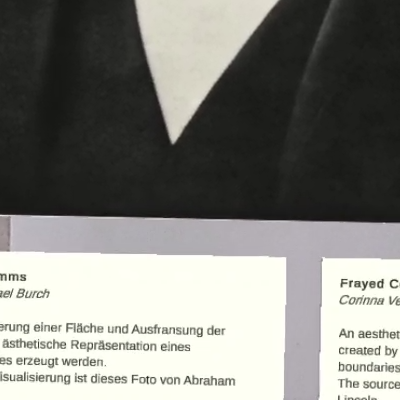 mms
ael Burch
erung einer Fläche und Ausfransung der
ästhetische Repräsentation eines
es erzeugt werden.
isualisierung ist dieses Foto von Abraham
Frayed C
Corinna Ve
An aesthet
created by
boundaries
The source
Lincoln